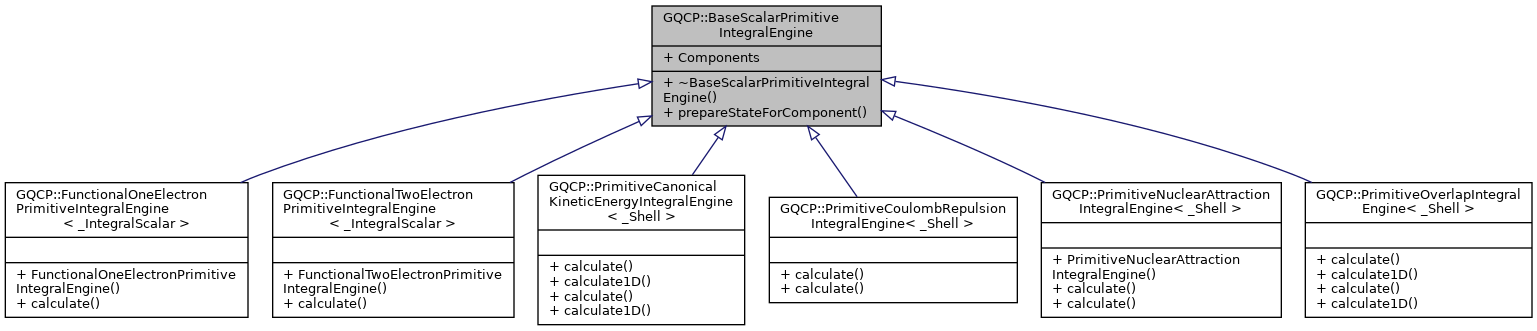 GQCP::BaseScalarPrimitive
IntegralEngine
+ Components
+ ~BaseScalarPrimitiveIntegral
Engine()
+ prepareStateForComponent()
GQCP::FunctionalOneElectron
PrimitiveIntegralEngine
< _IntegralScalar >
+ FunctionalOneElectronPrimitive
IntegralEngine()
+ calculate()
GQCP::FunctionalTwoElectron
PrimitiveIntegralEngine
< _IntegralScalar >
+ FunctionalTwoElectronPrimitive
IntegralEngine()
+ calculate()
GQCP::PrimitiveCanonical
KineticEnergyIntegralEngine
< _Shell >
+ calculate()
+ calculate1D()
+ calculate()
+ calculate1D()
GQCP::PrimitiveCoulombRepulsion
IntegralEngine< _Shell >
+ calculate()
+ calculate()
GQCP::PrimitiveNuclearAttraction
IntegralEngine< _Shell >
+ PrimitiveNuclearAttraction
IntegralEngine()
+ calculate()
+ calculate()
GQCP::PrimitiveOverlapIntegral
Engine< _Shell >
+ calculate()
+ calculate1D()
+ calculate()
+ calculate1D()